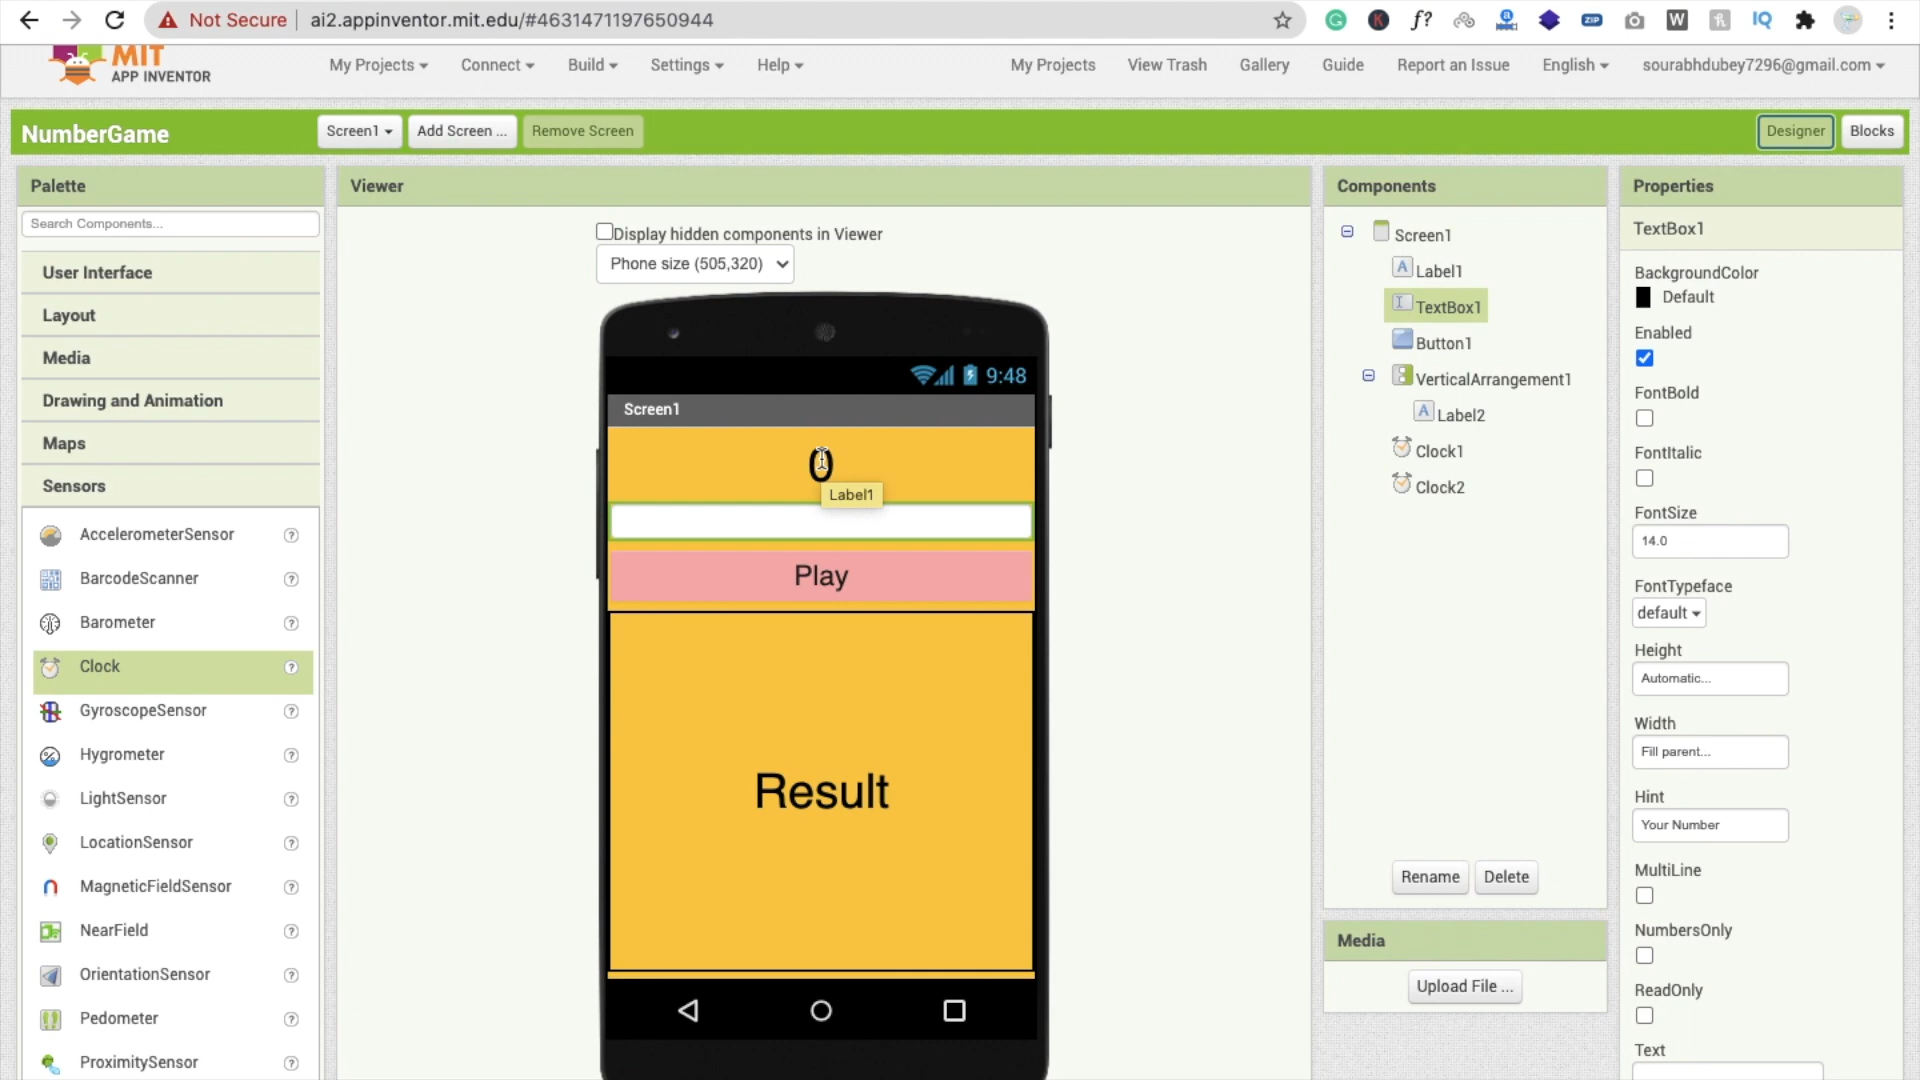 Not Secure
ai2.appinventor.mit.edu/#4631471197650944
MIT
APP INVENTOR
My Projects
Connect
Build
Settings
Help
My Projects
View Trash
Gallery
Guide
Report an Issue
English
sourabhdubey7296@gmail.com
NumberGame
Screen1
Add Screen ...
Remove Screen
Designer
Blocks
Palette
Search Components...
User Interface
Layout
Media
Drawing and Animation
Maps
Sensors
AccelerometerSensor
BarcodeScanner
Barometer
Clock
GyroscopeSensor
Hygrometer
LightSensor
LocationSensor
MagneticFieldSensor
NearField
OrientationSensor
Pedometer
ProximitySensor
Viewer
Display hidden components in Viewer
Phone size (505,320)
9:48
Screen1
0
Label1
Play
Result
Components
Screen1
Label1
TextBox1
Button1
VerticalArrangement1
Label2
Clock1
Clock2
Rename
Delete
Media
Upload File ...
Properties
TextBox1
BackgroundColor
Default
Enabled
FontBold
FontItalic
FontSize
14.0
FontTypeface
default
Height
Automatic...
Width
Fill parent...
Hint
Your Number
MultiLine
NumbersOnly
ReadOnly
Text